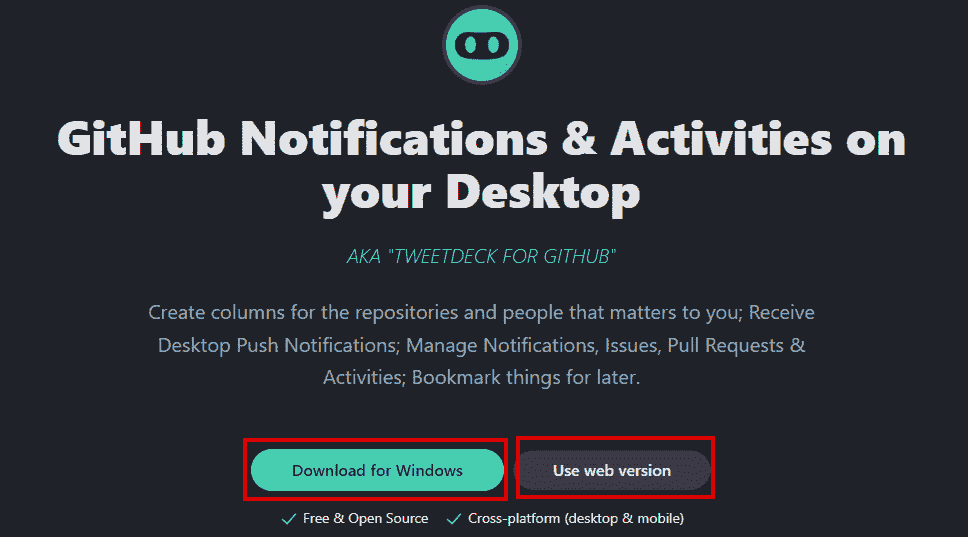 GitHub Notifications & Activities on
your Desktop
AKA "TWEETDECK FOR GITHUB"
Create columns for the repositories and people that matters to you; Receive
Desktop Push Notifications; Manage Notifications, Issues, Pull Requests &
Activities; Bookmark things for later.
Download for Windows
Use web version
Free & Open Source
Cross-platform (desktop & mobile)